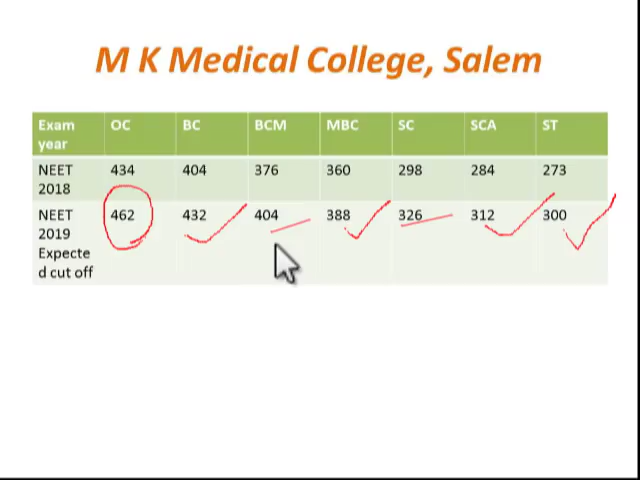 M K Medical College, Salem
Exam year OC BC BCM MBC SC SCA ST
NEET 2018 434 404 376 360 298 284 273
NEET 2019 Expecte d cut off 462 432 404 388 326 312 300